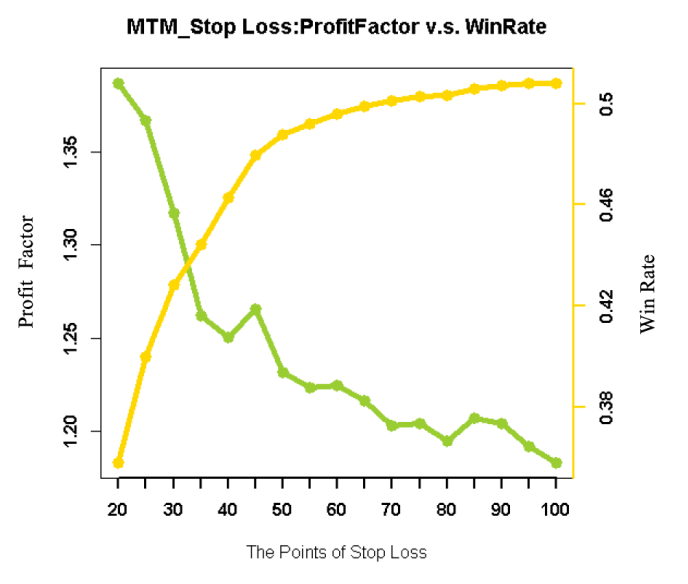 MTM_Stop Loss:ProfitFactor v.s. WinRate
Profit Factor
1.35
1.30
1.25
1.20
0.5
0.46
0.42
0.38
Win Rate
20 30 40 50 60 70 80 90 100
The Points of Stop Loss